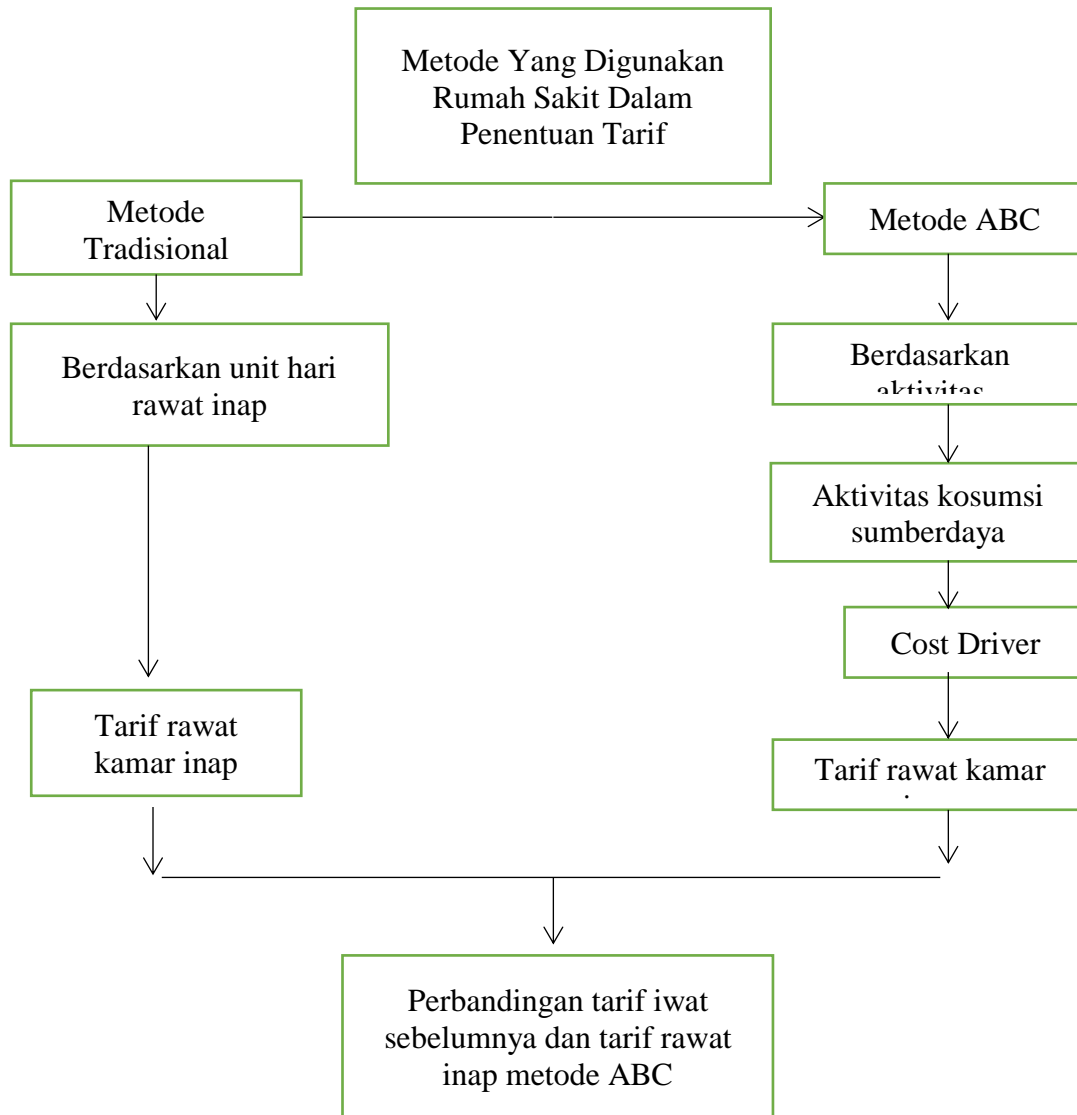 Metode Yang Digunakan
Rumah Sakit Dalam
Penentuan Tarif
Metode
Tradisional
Metode ABC
Berdasarkan unit hari
rawat inap
Berdasarkan
aktivitas
Aktivitas kosumsi
sumberdaya
Cost Driver
Tarif rawat
kamar inap
Tarif rawat kamar
Perbandingan tarif iwat
sebelumnya dan tarif rawat
inap metode ABC